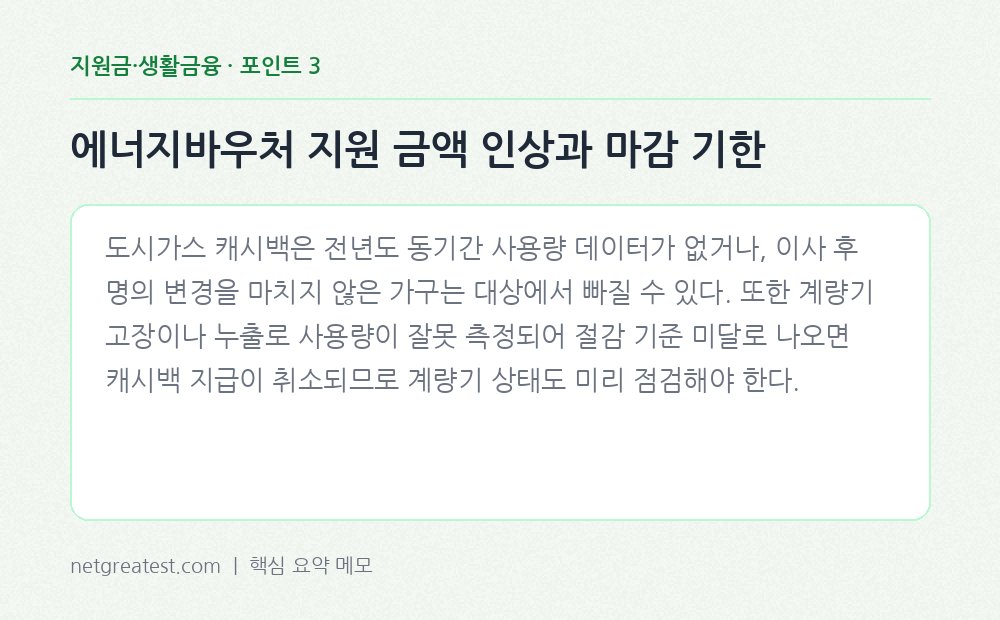 지원금·생활금융 · 포인트 3
에너지바우처 지원 금액 인상과 마감 기한
도시가스 캐시백은 전년도 동기간 사용량 데이터가 없거나, 이사 후
명의 변경을 마치지 않은 가구는 대상에서 빠질 수 있다. 또한 계량기
고장이나 누출로 사용량이 잘못 측정되어 절감 기준 미달로 나오면
캐시백 지급이 취소되므로 계량기 상태도 미리 점검해야 한다.
netgreatest.com | 핵심 요약 메모